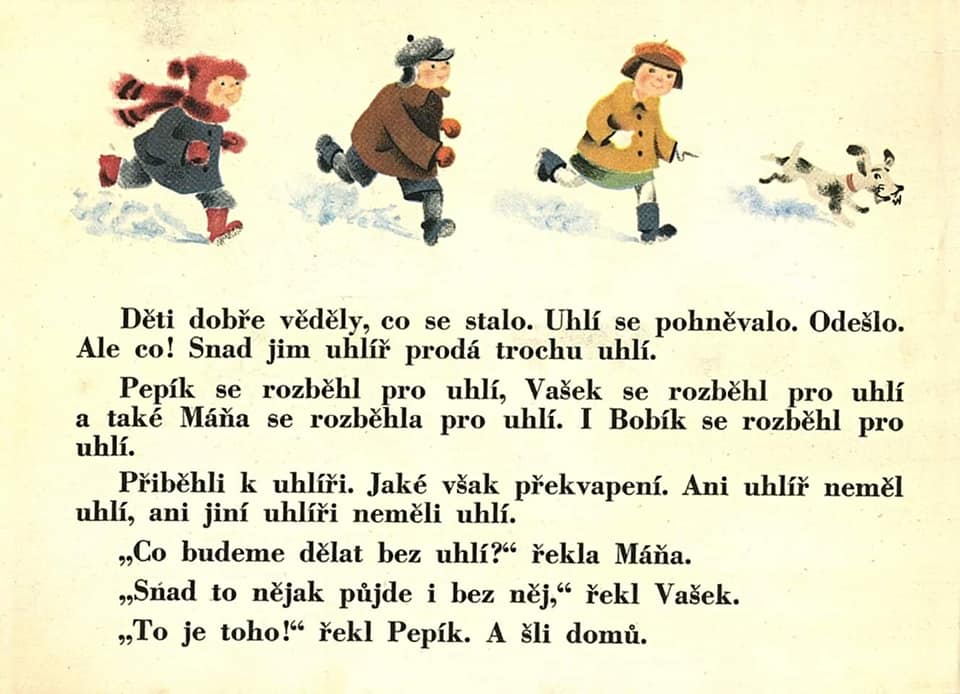 Děti dobře věděly, co se stalo. Uhlí se pohněvalo. Odešlo.
Ale co! Snad jim uhlíř prodá trochu uhlí.
Pepík se rozběhl pro uhlí, Vašek se rozběhl pro uhlí
a také Máňa se rozběhla pro uhlí. I Bobík se rozběhl pro
uhlí.
Přiběhli k uhlíři. Jaké však překvapení. Ani uhlíř neměl
uhlí, ani jiní uhlíři neměli uhlí.
„Co budeme dělat bez uhlí?“ řekla Máňa.
„Snad to nějak půjde i bez něj,“ řekl Vašek.
„To je toho!“ řekl Pepík. A šli domů.